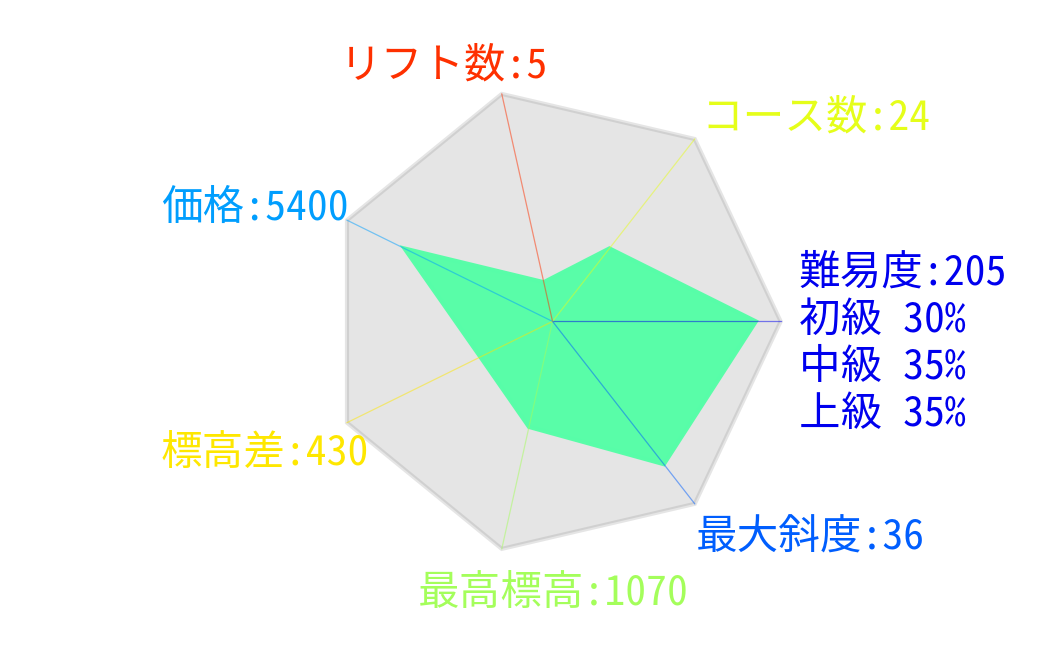 リフト数:5
コース数:24
価格:5400
難易度:205
初級 30%
中級 35%
上級 35%
標高差:430
最大斜度:36
最高標高:1070